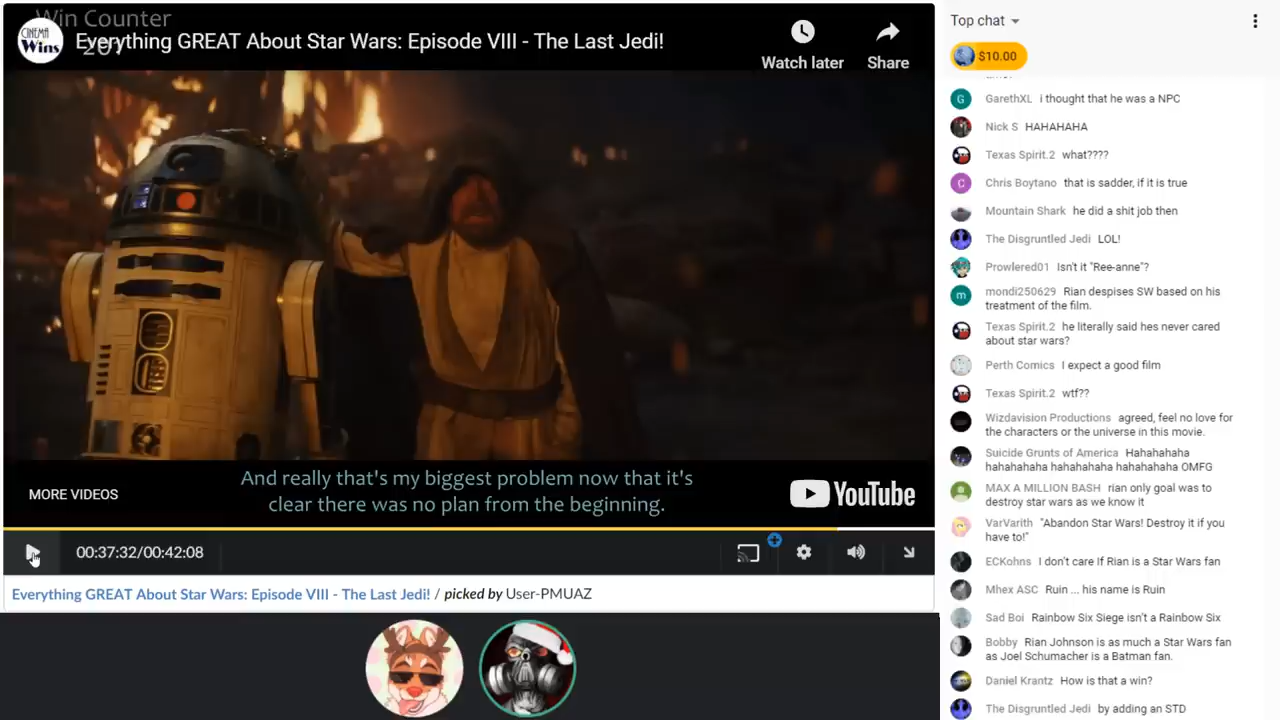 Win Counter
207
CINEMA
Wins
Everything GREAT About Star Wars: Episode VIII - The Last Jedi!
Watch later
Share
And really that's my biggest problem now that it's
clear there was no plan from the beginning.
MORE VIDEOS
YouTube
00:37:32/00:42:08
Everything GREAT About Star Wars: Episode VIII - The Last Jedi! / picked by User-PMUAZ
Top chat
$10.00
G GarethXL i thought that he was a NPC
Nick S HAHAHAHA
Texas Spirit.2 what????
C Chris Boytano that is sadder, if it is true
Mountain Shark he did a shit job then
The Disgruntled Jedi LOL!
Prowlered01 Isn't it "Ree-anne"?
m mondi250629 Rian despises SW based on his
treatment of the film.
Texas Spirit.2 he literally said hes never cared
about star wars?
Perth Comics I expect a good film
Texas Spirit.2 wtf??
Wizdavision Productions agreed, feel no love for
the characters or the universe in this movie.
Suicide Grunts of America Hahahahaha
hahahahaha hahahahaha hahahahaha OMFG
MAX A MILLION BASH rian only goal was to
destroy star wars as we know it
VarVarith "Abandon Star Wars! Destroy it if you
have to!"
ECKohns I don't care If Rian is a Star Wars fan
Mhex ASC Ruin ... his name is Ruin
Sad Boi Rainbow Six Siege isn't a Rainbow Six
Bobby Rian Johnson is as much a Star Wars fan
as Joel Schumacher is a Batman fan.
Daniel Krantz How is that a win?
The Disgruntled Jedi by adding an STD